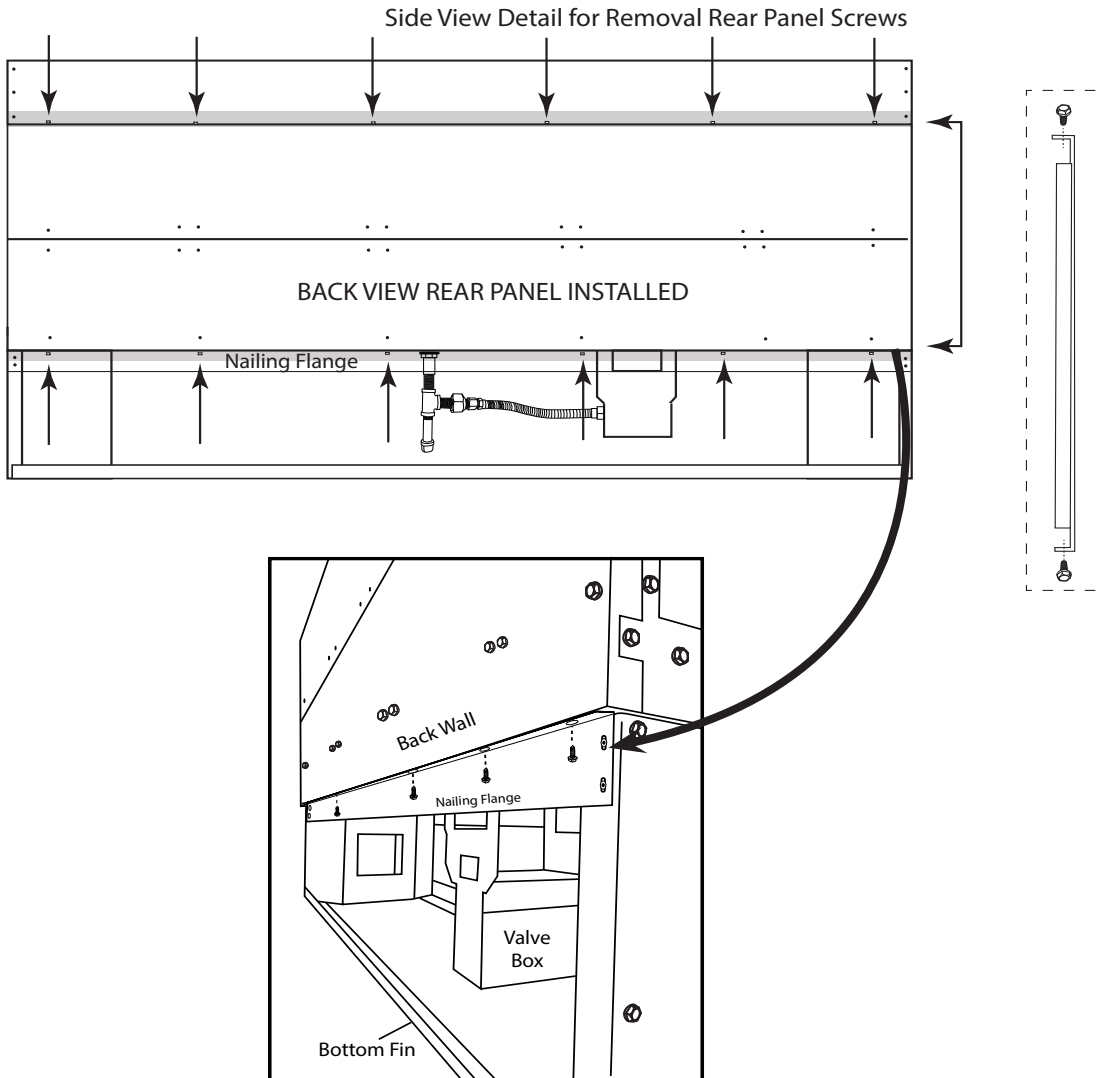 Side View Detail for Removal Rear Panel Screws
BACK VIEW REAR PANEL INSTALLED
Nailing Flange
Back Wall
Nailing Flange
Valve
Box
Bottom Fin